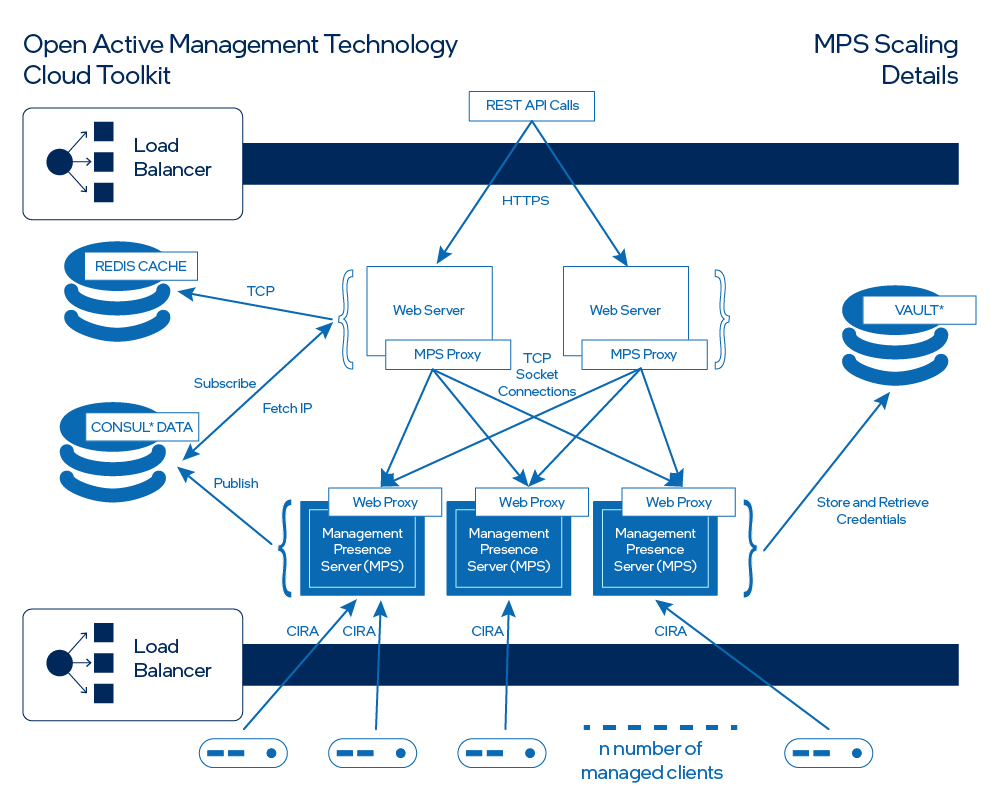 Open Active Management Technology
Cloud Toolkit
MPS Scaling
Details
REST API Calls
Load
Balancer
HTTPS
REDIS CACHE
TCP
Web Server
Web Server
VAULT*
MPS Proxy
MPS Proxy
TCP
Socket
Connections
Subscribe
Fetch IP
CONSUL* DATA
Publish
Web Proxy
Web Proxy
Web Proxy
Store and Retrieve
Credentials
Management
Presence
Server (MPS)
Management
Presence
Server (MPS)
Management
Presence
Server (MPS)
CIRA
CIRA
CIRA
CIRA
Load
Balancer
n number of
managed clients